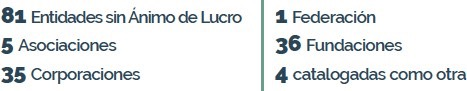 81 Entidades sin Ánimo de Lucro
5 Asociaciones
35 Corporaciones
1 Federación
36 Fundaciones
4 catalogadas como otra